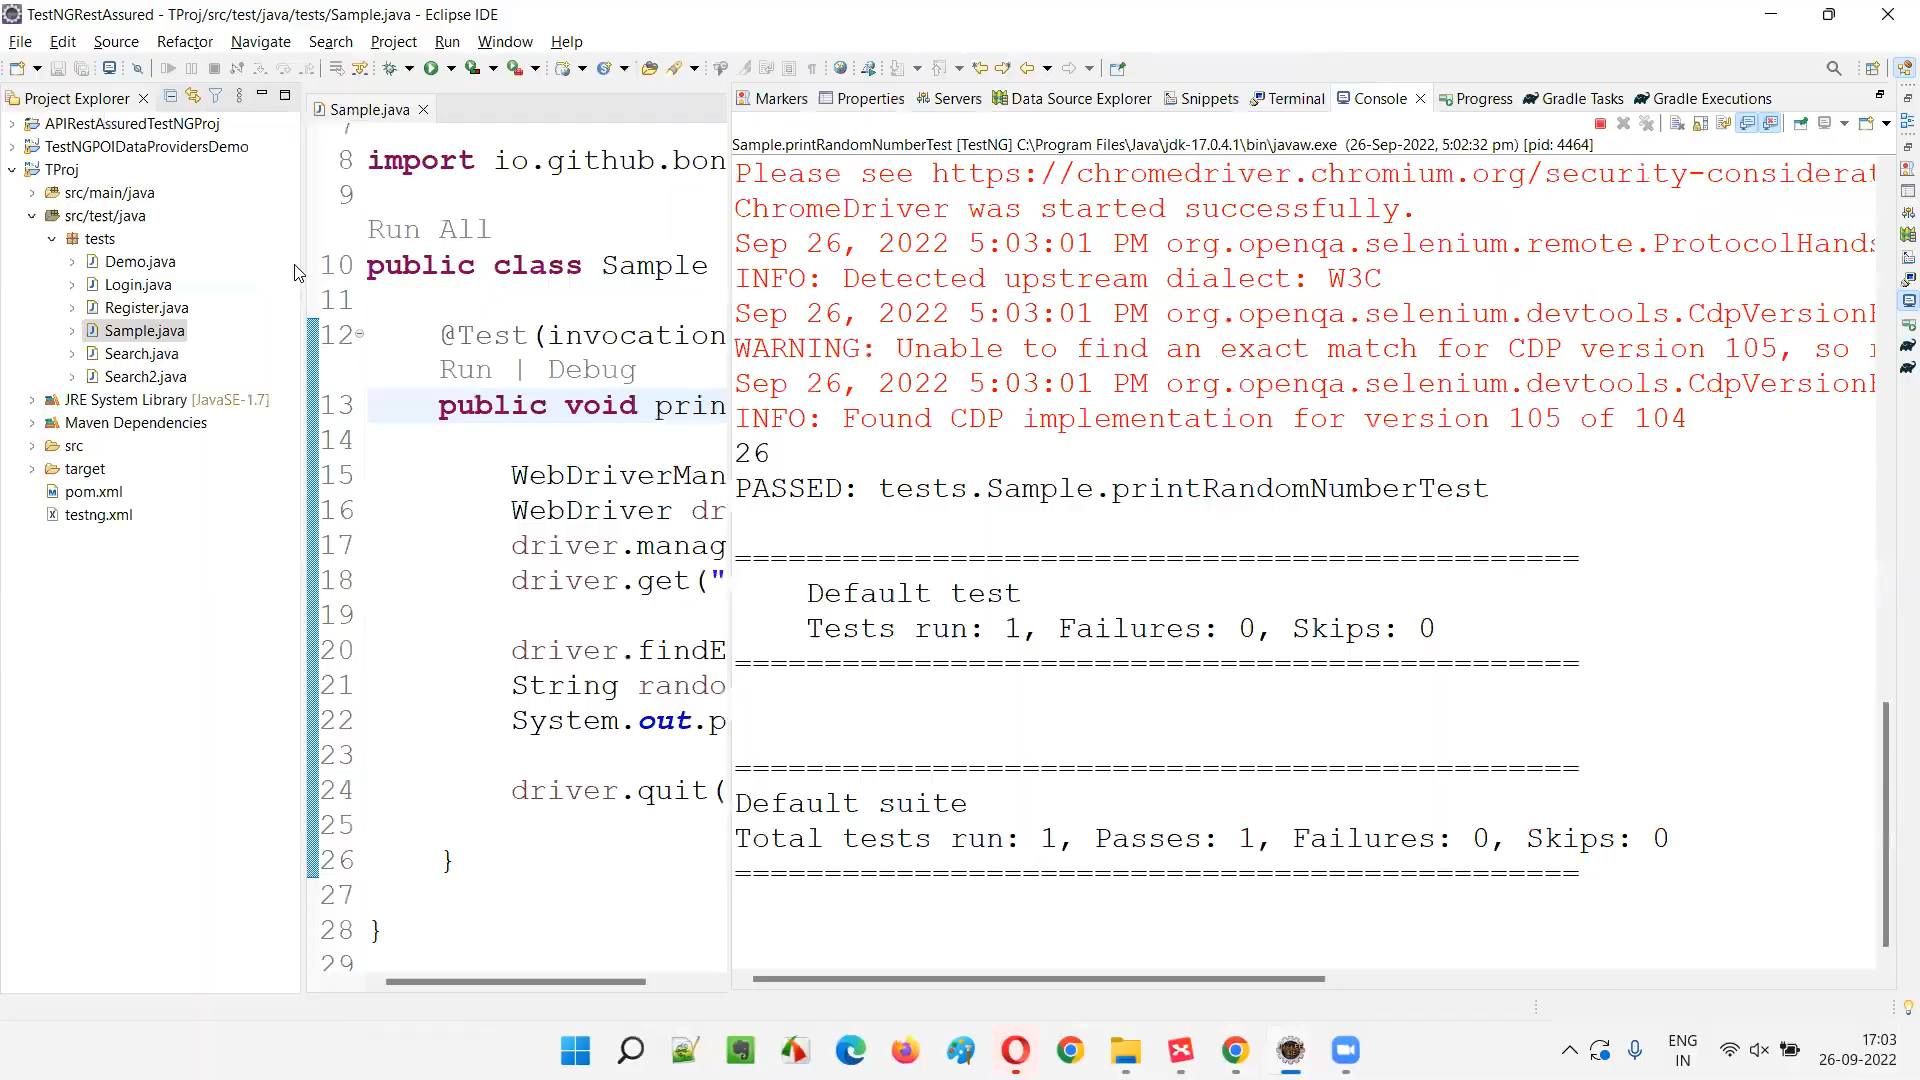 TestNGRestAssured - TProj/src/test/java/tests/Sample.java - Eclipse IDE
File Edit Source Refactor Navigate Search Project Run Window Help
Project Explorer
APIRestAssuredTestNGProj
TestNGPOIDataProvidersDemo
TProj
src/main/java
src/test/java
tests
Demo.java
Login.java
Register.java
Sample.java
Search.java
Search2.java
JRE System Library [JavaSE-1.7]
Maven Dependencies
src
target
pom.xml
testng.xml
Sample.java
7
8 import io.github.bon
9
Run All
10 public class Sample
11
12 @Test(invocation
Run | Debug
13 public void prin
14
15 WebDriverMan
16 WebDriver dr
17 driver.manag
18 driver.get("
19
20 driver.findE
21 String rando
22 System.out.p
23
24 driver.quit(
25
26 }
27
28 }
29
Markers Properties Servers Data Source Explorer Snippets Terminal Console Progress Gradle Tasks Gradle Executions
Sample.printRandomNumberTest [TestNG] C:\Program Files\Java\jdk-17.0.4.1\bin\javaw.exe (26-Sep-2022, 5:02:32 pm) [pid: 4464]
Please see https://chromedriver.chromium.org/security-considerat
ChromeDriver was started successfully.
Sep 26, 2022 5:03:01 PM org.openqa.selenium.remote.ProtocolHands
INFO: Detected upstream dialect: W3C
Sep 26, 2022 5:03:01 PM org.openqa.selenium.devtools.CdpVersionF
WARNING: Unable to find an exact match for CDP version 105, so r
Sep 26, 2022 5:03:01 PM org.openqa.selenium.devtools.CdpVersionF
INFO: Found CDP implementation for version 105 of 104
26
PASSED: tests.Sample.printRandomNumberTest
===============================================
Default test
Tests run: 1, Failures: 0, Skips: 0
===============================================
===============================================
Default suite
Total tests run: 1, Passes: 1, Failures: 0, Skips: 0
===============================================
ENG
IN
17:03
26-09-2022